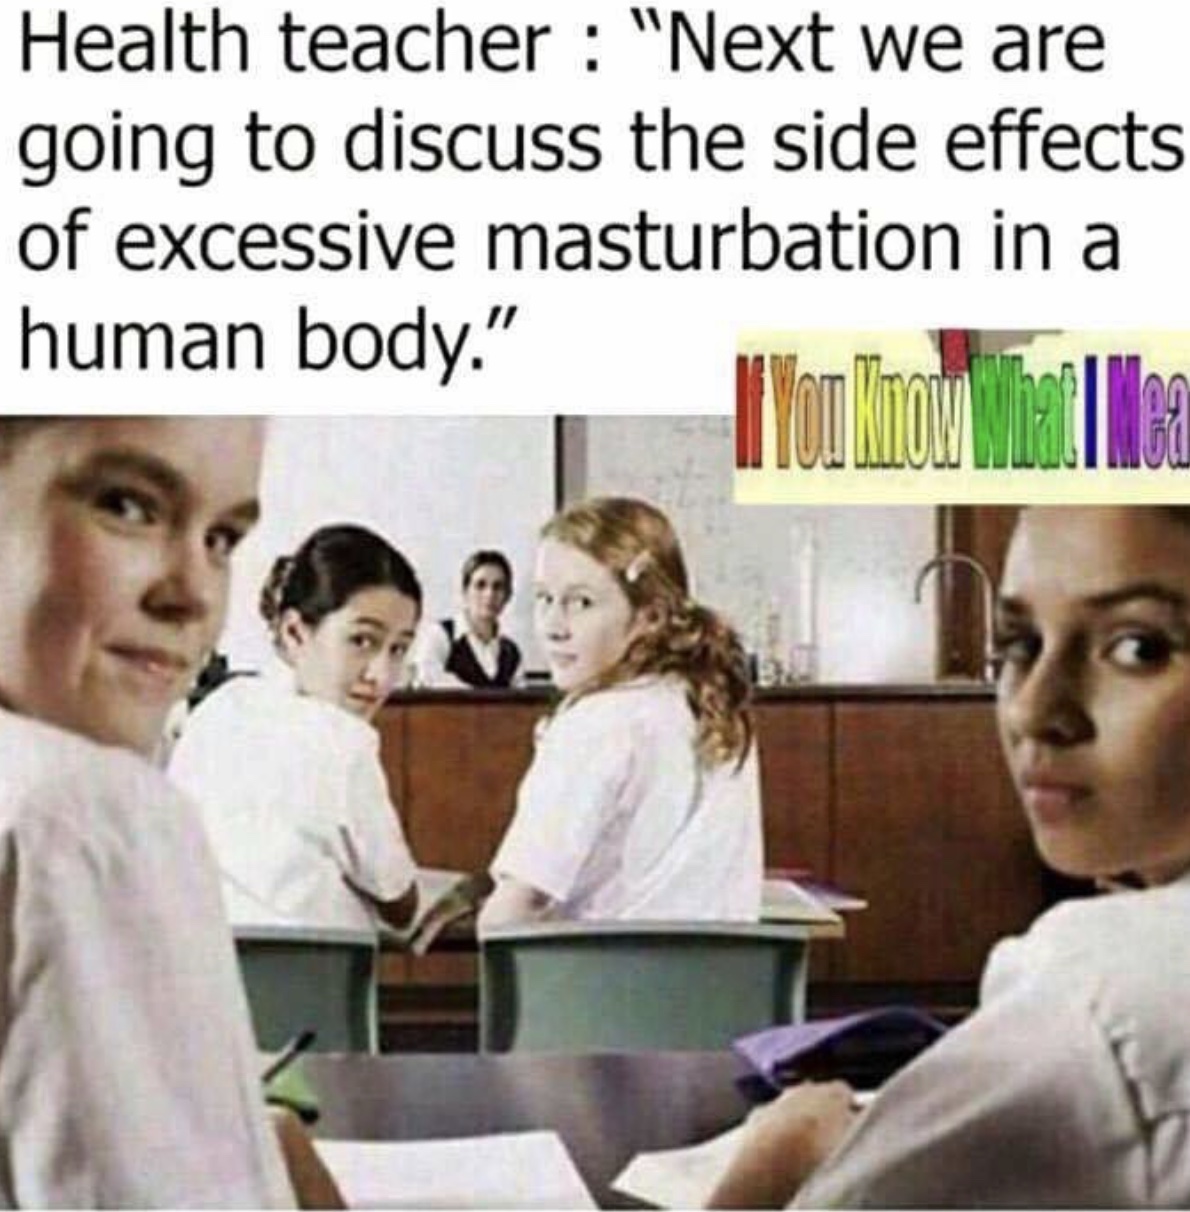 Health teacher : “Next we are
going to discuss the side effects
of excessive masturbation in a
human body.”
If You Know What I Mea